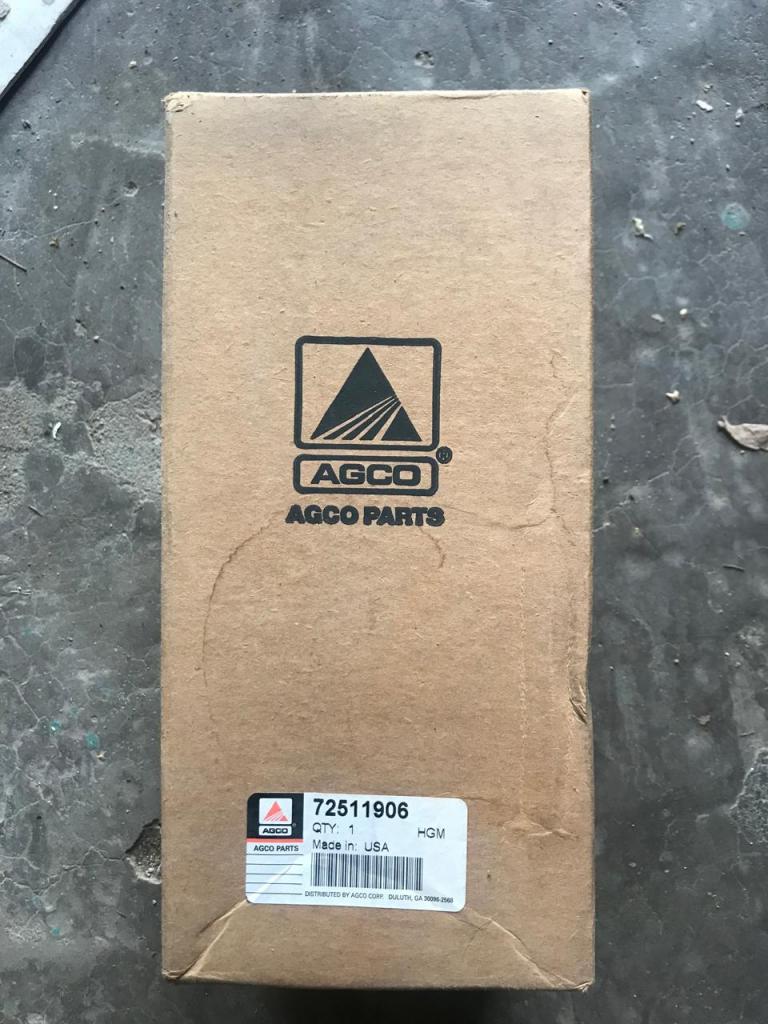 AGCO®
AGCO PARTS
72511906
AGCO
QTY: 1 HGM
AGCO PARTS
Made in: USA
DISTRIBUTED BY AGCO CORP. DULUTH, GA 30096-2568